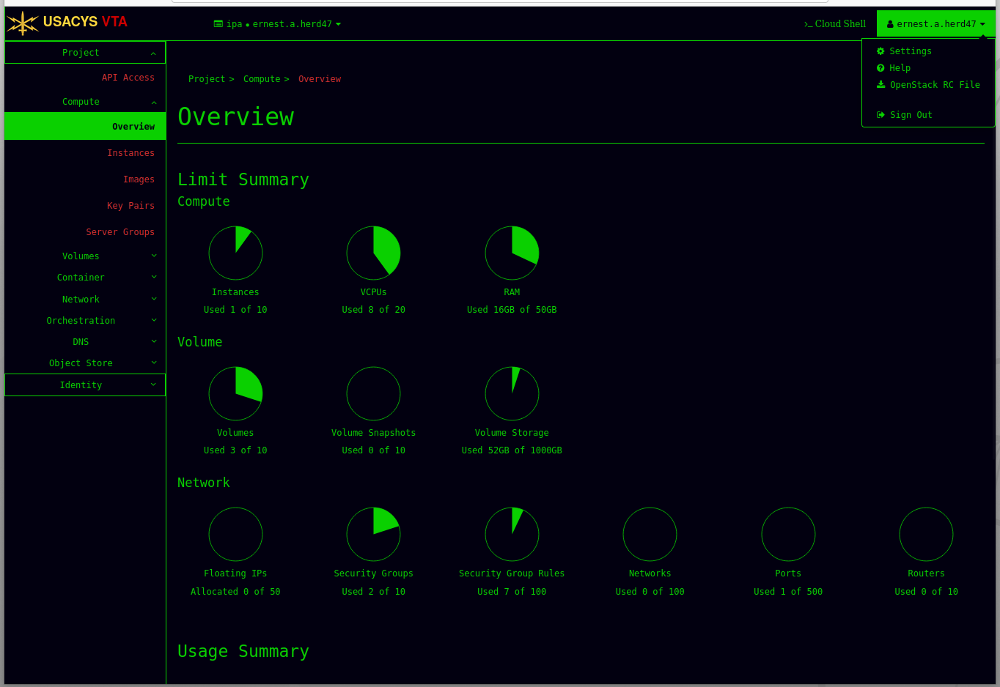 USACYS VTA
ipa • ernest.a.herd47
Cloud Shell
ernest.a.herd47
Settings
Help
OpenStack RC File
Sign Out
Project
API Access
Compute
Overview
Instances
Images
Key Pairs
Server Groups
Volumes
Container
Network
Orchestration
DNS
Object Store
Identity
Project > Compute > Overview
Overview
Limit Summary
Compute
Instances VCPUs RAM
Used 1 of 10 Used 8 of 20 Used 16GB of 50GB
Volume
Volumes Volume Snapshots Volume Storage
Used 3 of 10 Used 0 of 10 Used 52GB of 1000GB
Network
Floating IPs Security Groups Security Group Rules Networks Ports Routers
Allocated 0 of 50 Used 2 of 10 Used 7 of 100 Used 0 of 100 Used 1 of 500 Used 0 of 10
Usage Summary